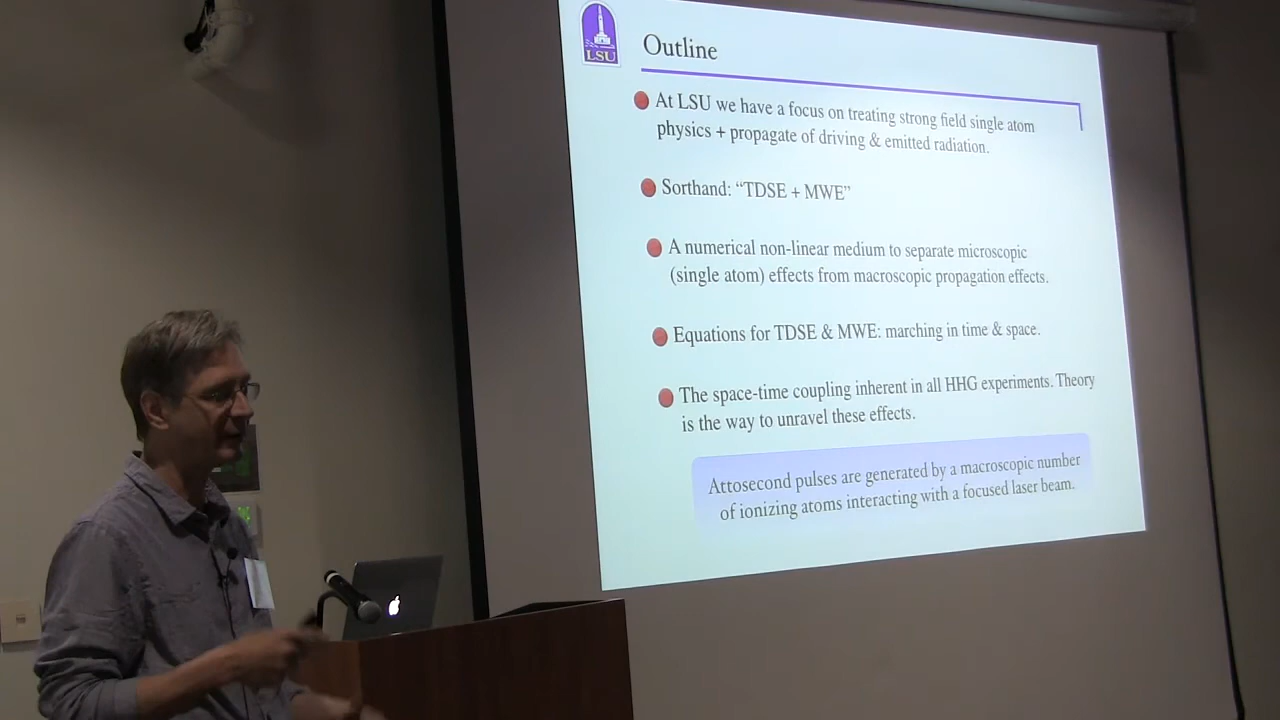 LSU
Outline
At LSU we have a focus on treating strong field single atom
physics + propagate of driving & emitted radiation.
Sorthand: “TDSE + MWE”
A numerical non-linear medium to separate microscopic
(single atom) effects from macroscopic propagation effects.
Equations for TDSE & MWE: marching in time & space.
The space-time coupling inherent in all HHG experiments. Theory
is the way to unravel these effects.
Attosecond pulses are generated by a macroscopic number
of ionizing atoms interacting with a focused laser beam.